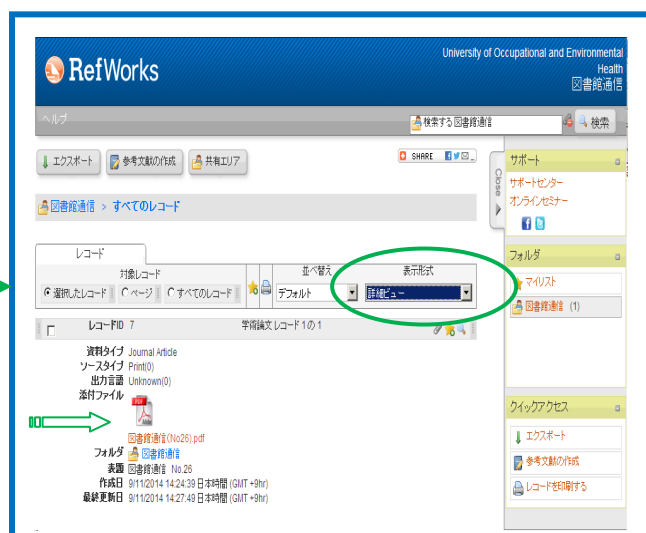 RefWorks
University of Occupational and Environmental
Health
図書館通信
ヘルプ
検索する図書館通信
検索
エクスポート
参考文献の作成
共有エリア
SHARE
Close
サポート
サポートセンター
オンラインセミナー
図書館通信 > すべてのレコード
フォルダ
マイリスト
図書館通信 (1)
レコード
対象レコード
並べ替え
表示形式
選択したレコード
ページ
すべてのレコード
デフォルト
詳細ビュー
レコードID 7
学術論文 レコード 1 の 1
資料タイプ Journal Article
ソースタイプ Print(0)
出力言語 Unknown(0)
添付ファイル
PDF
図書館通信(No26).pdf
フォルダ 図書館通信
表題 図書館通信 No.26
作成日 9/11/2014 14:24:39 日本時間 (GMT +9hr)
最終更新日 9/11/2014 14:27:49 日本時間 (GMT +9hr)
クイックアクセス
エクスポート
参考文献の作成
レコードを印刷する